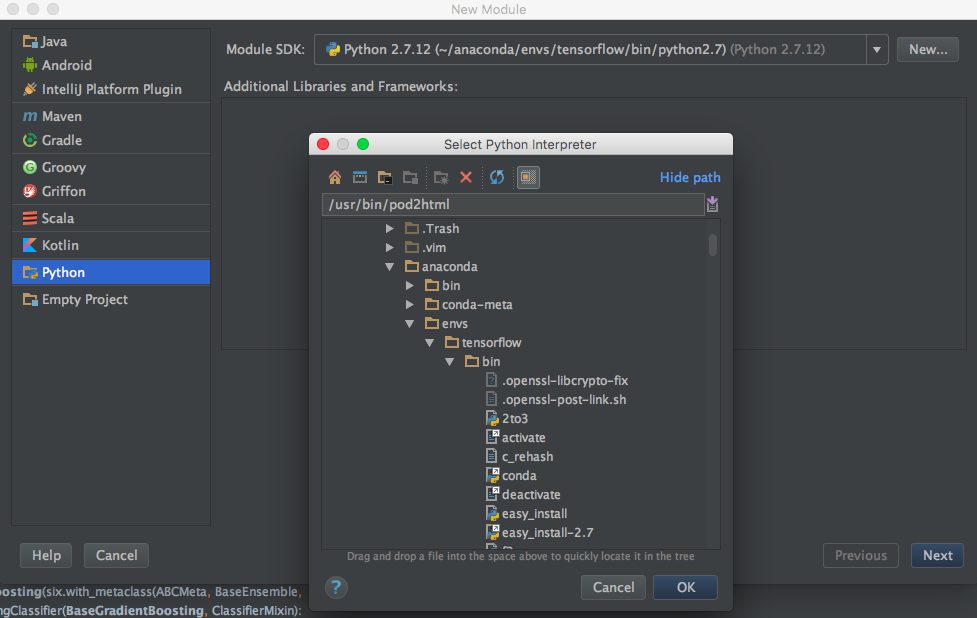 New Module
Java
Android
IntelliJ Platform Plugin
Maven
Gradle
Groovy
Griffon
Scala
Kotlin
Python
Empty Project
Module SDK: Python 2.7.12 (~/anaconda/envs/tensorflow/bin/python2.7) (Python 2.7.12) New...
Additional Libraries and Frameworks:
Select Python Interpreter
Hide path
/usr/bin/pod2html
.Trash
.vim
anaconda
bin
conda-meta
envs
tensorflow
bin
.openssl-libcrypto-fix
.openssl-post-link.sh
2to3
activate
c_rehash
conda
deactivate
easy_install
easy_install-2.7
Drag and drop a file into the space above to quickly locate it in the tree
? Cancel OK
Help Cancel Previous Next
oosting(six.with_metaclass(ABCMeta, BaseEnsemble,
ngClassifier(BaseGradientBoosting, ClassifierMixin):